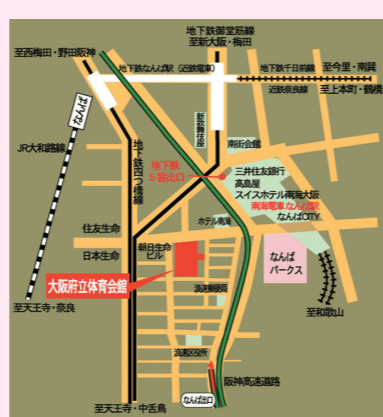 地下鉄御堂筋線
至新大阪・梅田
至西梅田・野田阪神
地下鉄なんば駅（近鉄電車）
地下鉄千日前線
至今里・南巽
近鉄奈良線
至上本町・鶴橋
なんば
JR大和路線
地下鉄四つ橋線
新歌舞伎座
南街会館
地下鉄
5番出口
三井住友銀行
高島屋
スイスホテル南海大阪
南海電車なんば駅
なんばCITY
住友生命
日本生命
ホテル南海
朝日生命
ビル
なんば
パークス
大阪府立体育会館
浪速郵便局
至天王寺・奈良
至和歌山
浪速区役所
阪神高速道路
なんば出口
至天王寺・中舌鳥